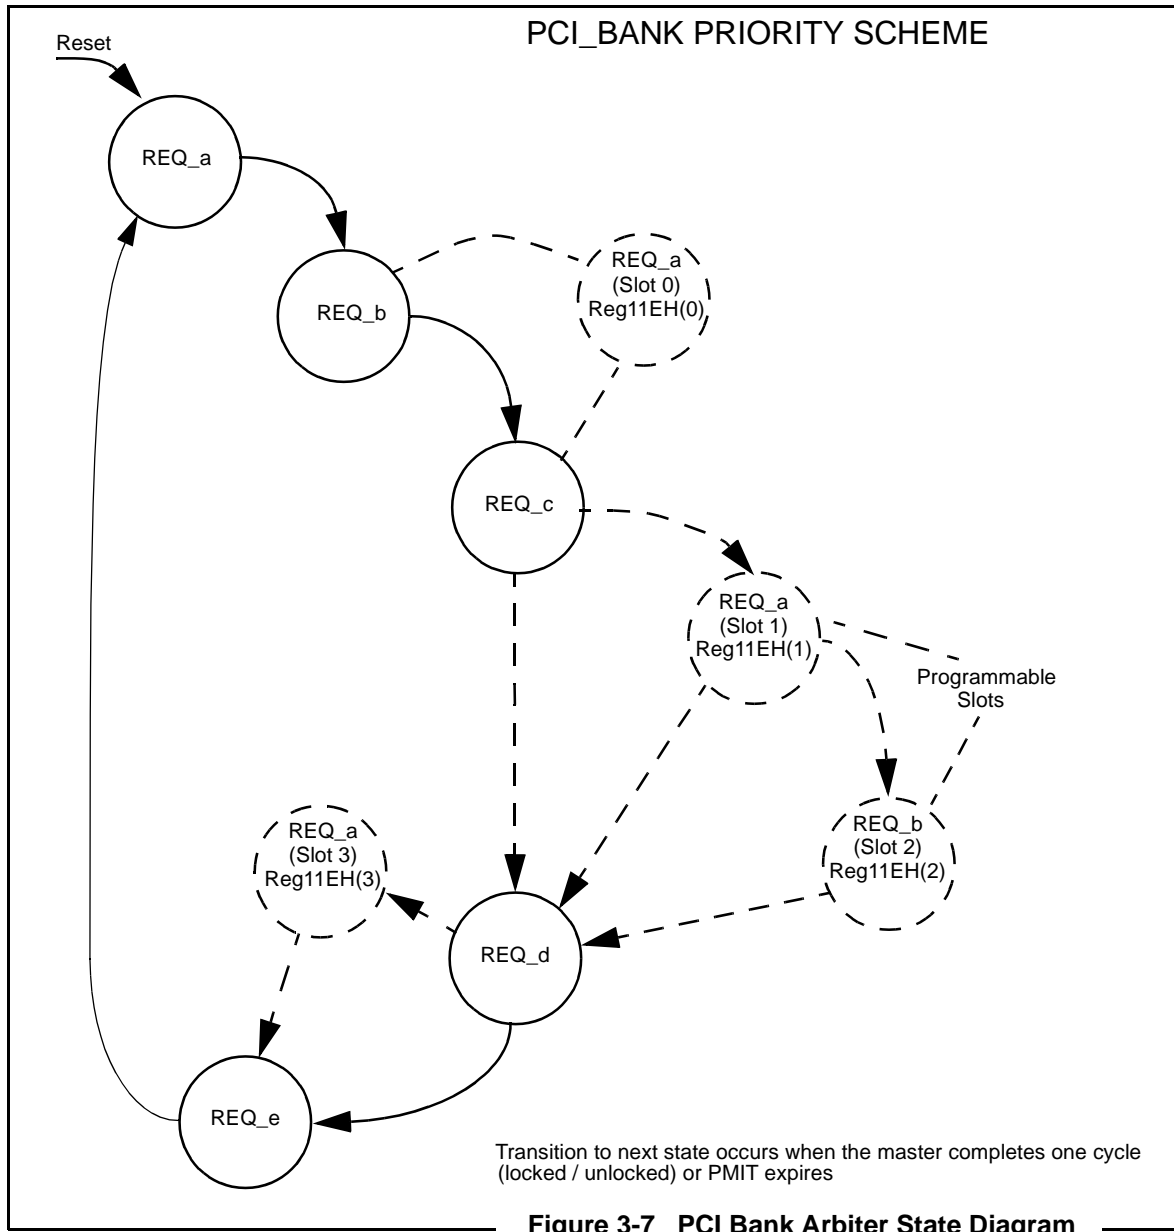 PCI_BANK PRIORITY SCHEME
Reset
REQ_a
REQ_b
REQ_a
(Slot 0)
Reg11EH(0)
REQ_c
REQ_a
(Slot 1)
Reg11EH(1)
Programmable
Slots
REQ_a
(Slot 3)
Reg11EH(3)
REQ_b
(Slot 2)
Reg11EH(2)
REQ_d
REQ_e
Transition to next state occurs when the master completes one cycle
(locked / unlocked) or PMIT expires
Figure 3-7 PCI Bank Arbiter State Diagram